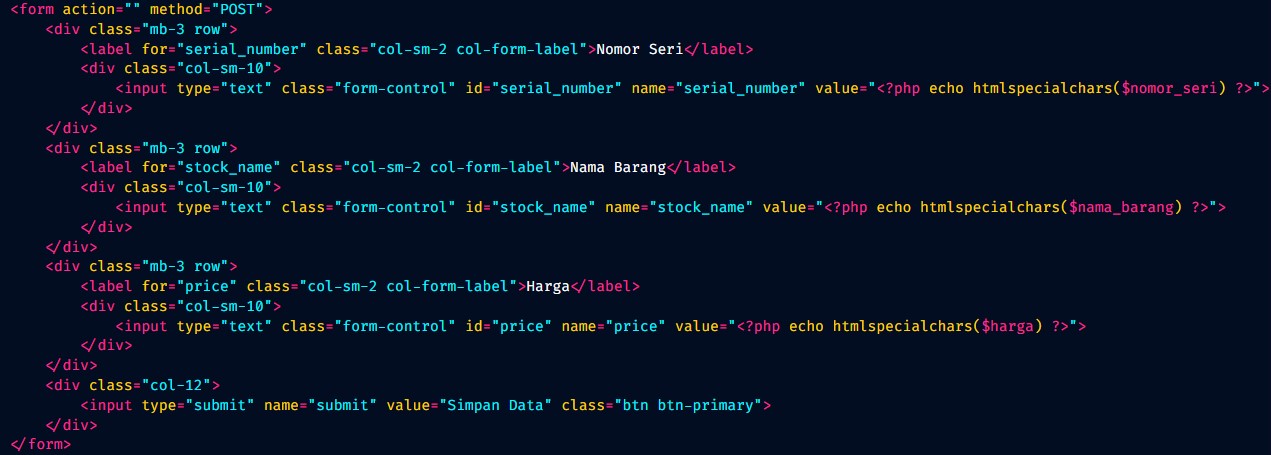 <form action="" method="POST">
    <div class="mb-3 row">
        <label for="serial_number" class="col-sm-2 col-form-label">Nomor Seri</label>
        <div class="col-sm-10">
            <input type="text" class="form-control" id="serial_number" name="serial_number" value="<?php echo htmlspecialchars($nomor_seri) ?>">
        </div>
    </div>
    <div class="mb-3 row">
        <label for="stock_name" class="col-sm-2 col-form-label">Nama Barang</label>
        <div class="col-sm-10">
            <input type="text" class="form-control" id="stock_name" name="stock_name" value="<?php echo htmlspecialchars($nama_barang) ?>">
        </div>
    </div>
    <div class="mb-3 row">
        <label for="price" class="col-sm-2 col-form-label">Harga</label>
        <div class="col-sm-10">
            <input type="text" class="form-control" id="price" name="price" value="<?php echo htmlspecialchars($harga) ?>">
        </div>
    </div>
    <div class="col-12">
        <input type="submit" name="submit" value="Simpan Data" class="btn btn-primary">
    </div>
</form>